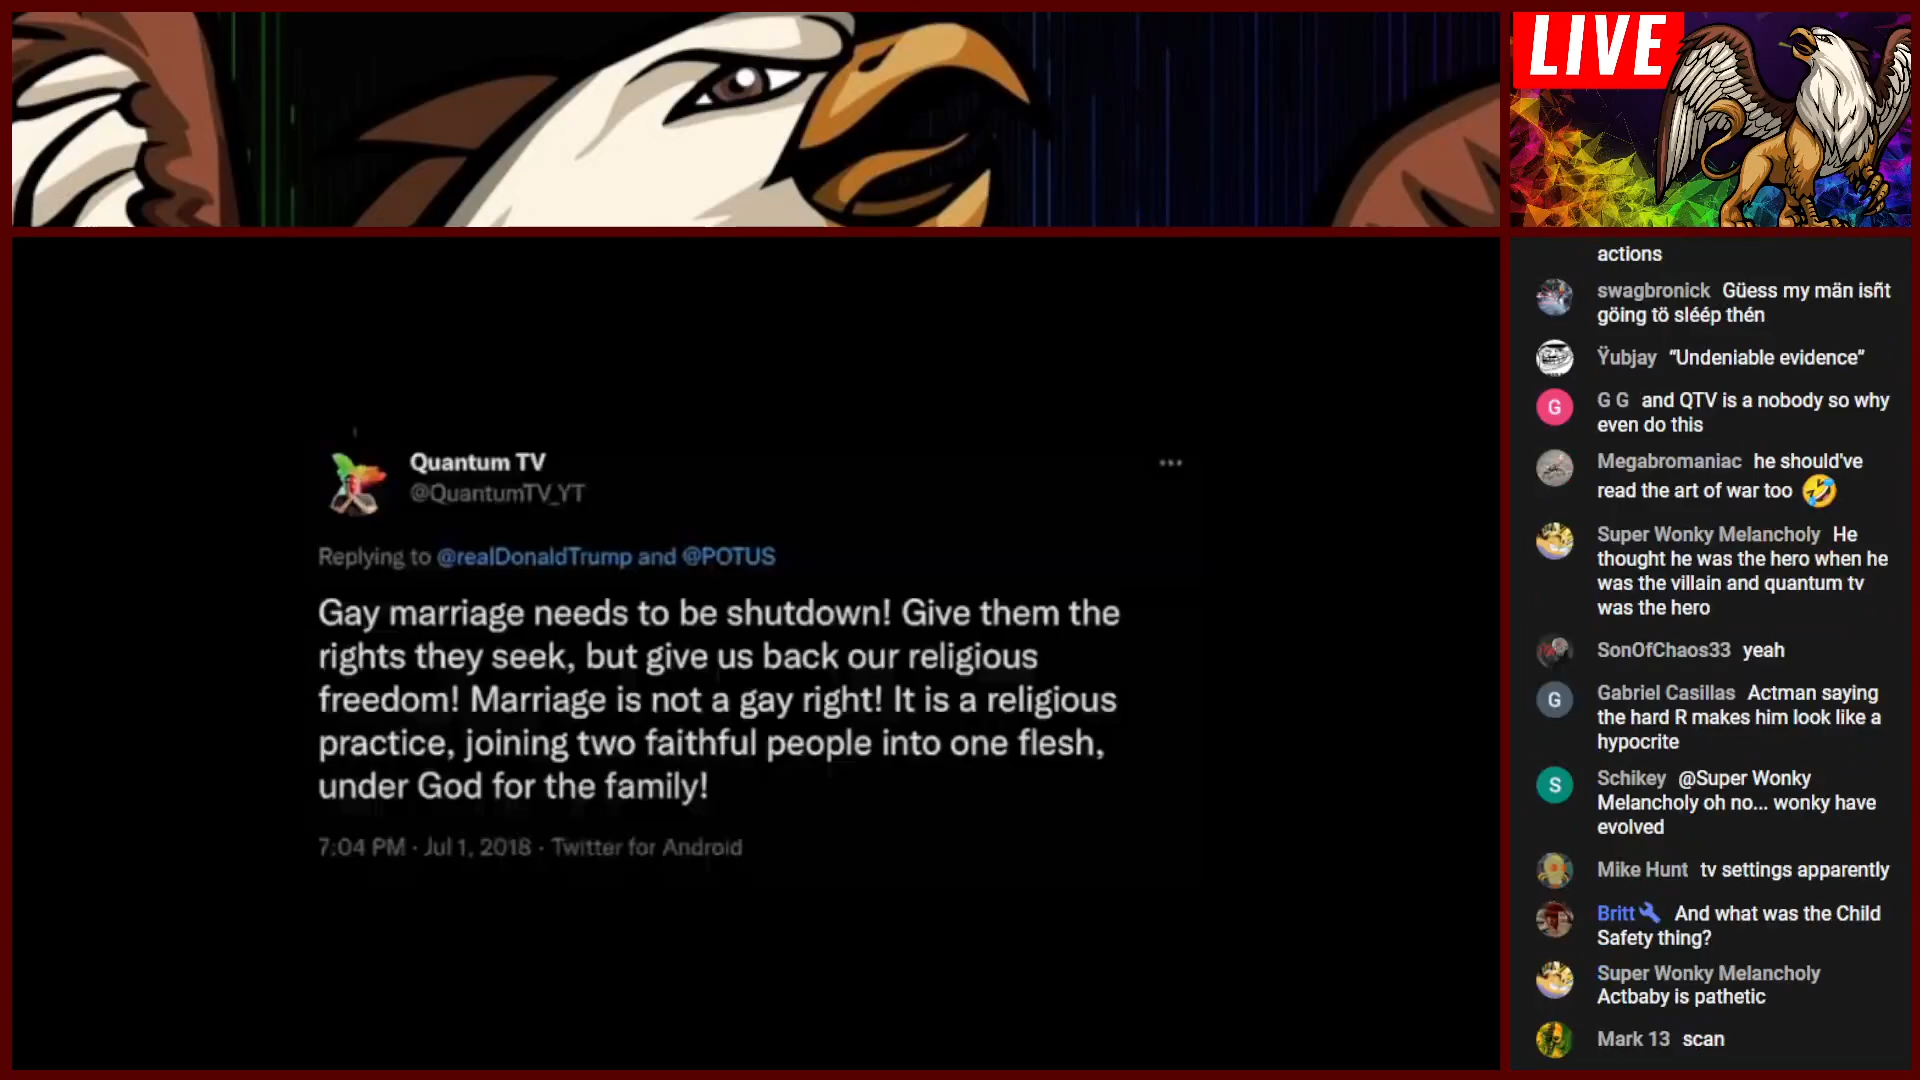 LIVE
Quantum TV
@QuantumTV_YT
Replying to @realDonaldTrump and @POTUS
Gay marriage needs to be shutdown! Give them the
rights they seek, but give us back our religious
freedom! Marriage is not a gay right! It is a religious
practice, joining two faithful people into one flesh,
under God for the family!
7:04 PM · Jul 1, 2018 · Twitter for Android
actions
swagbronick Güess my män isñt
göing tö sléép thén
Ÿubjay “Undeniable evidence”
G
G G and QTV is a nobody so why
even do this
Megabromaniac he should've
read the art of war too 🤣
Super Wonky Melancholy He
thought he was the hero when he
was the villain and quantum tv
was the hero
SonOfChaos33 yeah
G
Gabriel Casillas Actman saying
the hard R makes him look like a
hypocrite
S
Schikey @Super Wonky
Melancholy oh no... wonky have
evolved
Mike Hunt tv settings apparently
Britt And what was the Child
Safety thing?
Super Wonky Melancholy
Actbaby is pathetic
Mark 13 scan